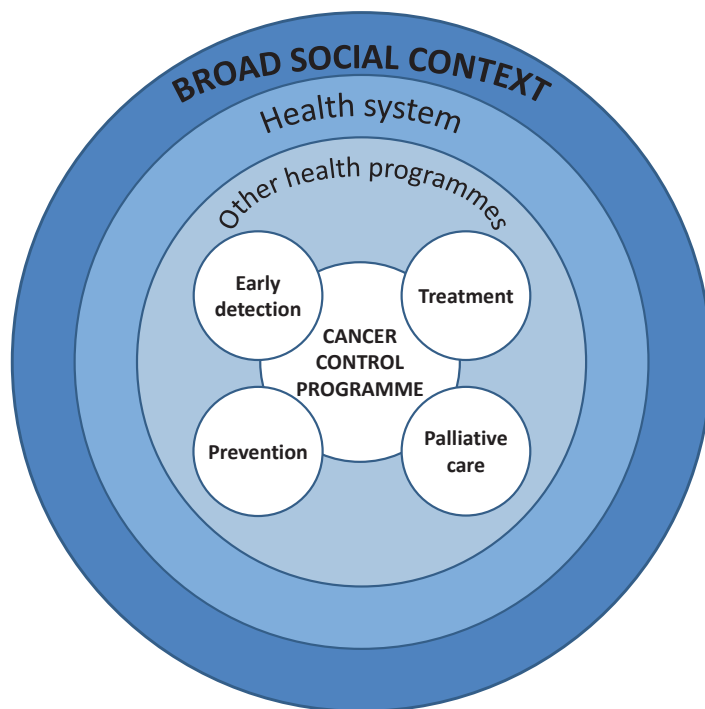 BROAD SOCIAL CONTEXT
Health system
Other health programmes
Early
detection
Treatment
CANCER
CONTROL
PROGRAMME
Prevention
Palliative
care